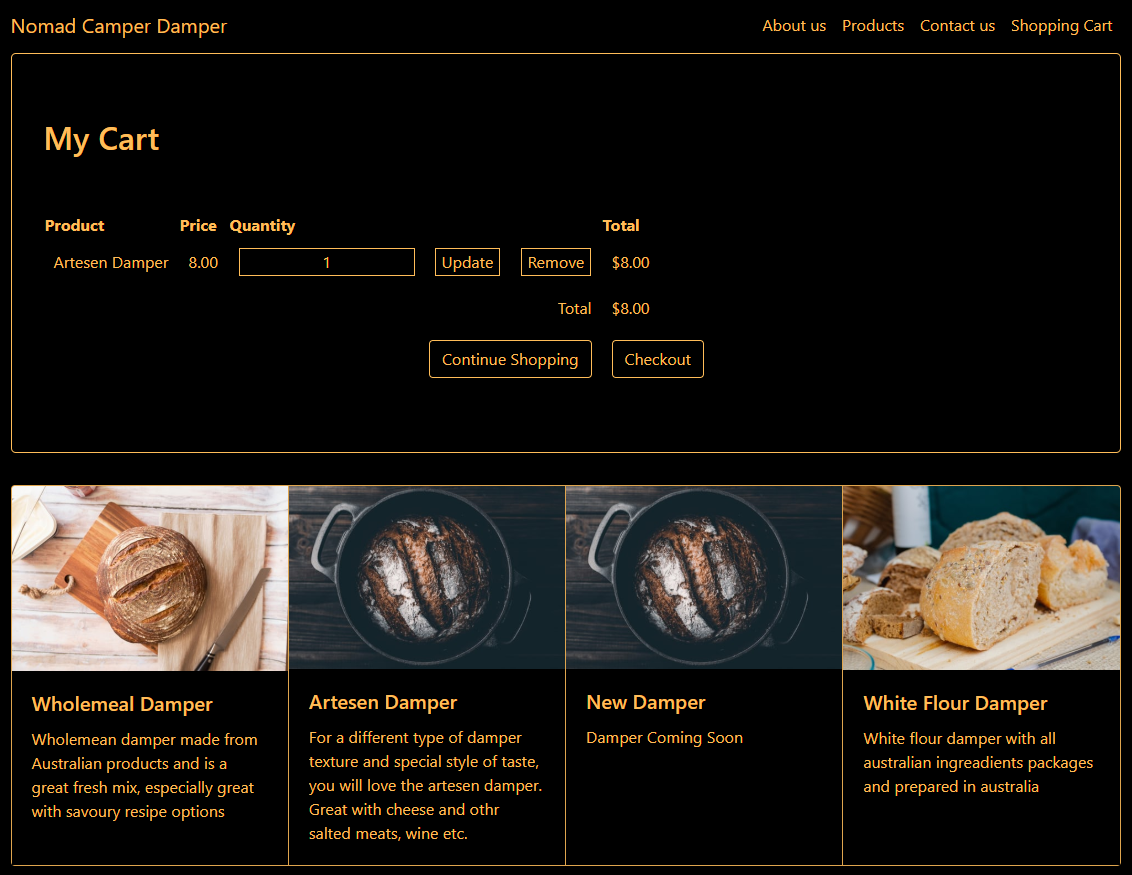 Nomad Camper Damper About us Products Contact us Shopping Cart
My Cart
Product Price Quantity Total
Artesen Damper 8.00 1 Update Remove $8.00
Total $8.00
Continue Shopping Checkout
Wholemeal Damper
Wholemean damper made from
Australian products and is a
great fresh mix, especially great
with savoury resipe options
Artesen Damper
For a different type of damper
texture and special style of taste,
you will love the artesen damper.
Great with cheese and othr
salted meats, wine etc.
New Damper
Damper Coming Soon
White Flour Damper
White flour damper with all
australian ingreadients packages
and prepared in australia